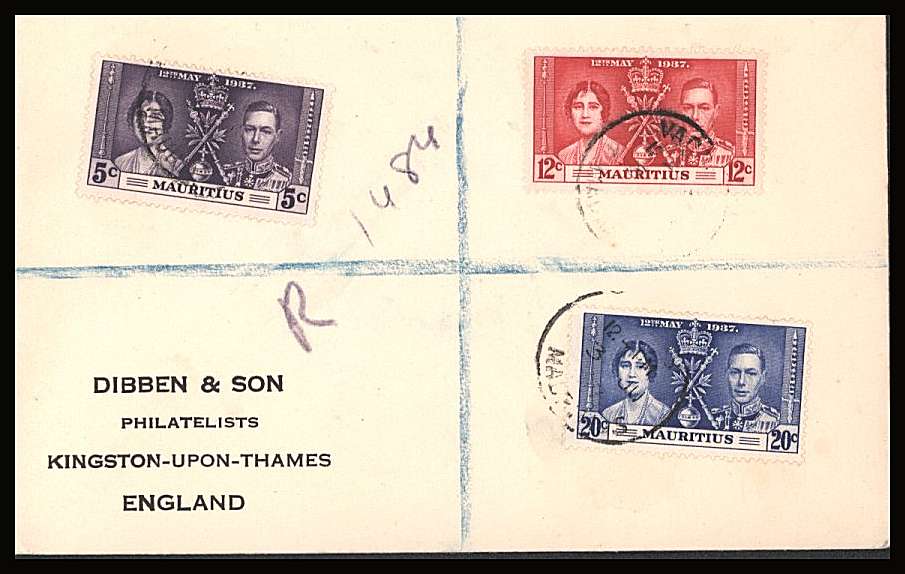 12TH MAY 1937.
5c MAURITIUS 5c
12TH MAY 1937.
12c MAURITIUS 12c
R 1484
12TH MAY 1937.
20c MAURITIUS 20c
DIBBEN & SON
PHILATELISTS
KINGSTON-UPON-THAMES
ENGLAND